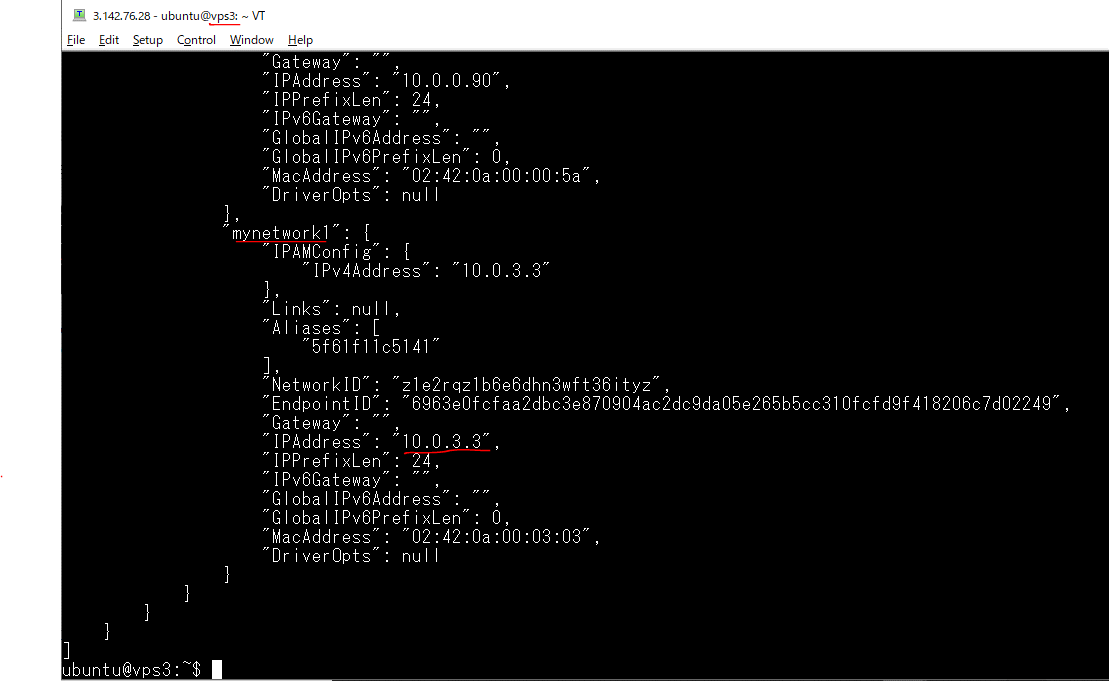 3.142.76.28 - ubuntu@vps3: ~ VT
File Edit Setup Control Window Help
"Gateway": "",
"IPAddress": "10.0.0.90",
"IPPrefixLen": 24,
"IPv6Gateway": "",
"GlobalIPv6Address": "",
"GlobalIPv6PrefixLen": 0,
"MacAddress": "02:42:0a:00:00:5a",
"DriverOpts": null
},
"mynetwork1": {
"IPAMConfig": {
"IPv4Address": "10.0.3.3"
},
"Links": null,
"Aliases": [
"5f61f11c5141"
],
"NetworkID": "z1e2rqz1b6e6dhn3wft36ityz",
"EndpointID": "6963e0fcfaa2dbc3e870904ac2dc9da05e265b5cc310fcfd9f418206c7d02249",
"Gateway": "",
"IPAddress": "10.0.3.3",
"IPPrefixLen": 24,
"IPv6Gateway": "",
"GlobalIPv6Address": "",
"GlobalIPv6PrefixLen": 0,
"MacAddress": "02:42:0a:00:03:03",
"DriverOpts": null
}
}
}
}
]
ubuntu@vps3:~$